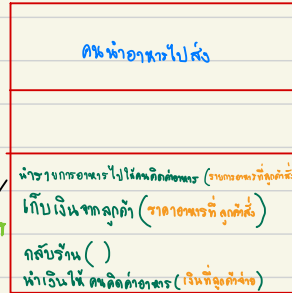 คนนำอาหารไปส่ง
นำรายการอาหารไปให้คนคิดค่าอาหาร (รายการอาหารที่ลูกค้าสั่ง
เก็บเงินจากลูกค้า (ราคาอาหารที่ลูกค้าสั่ง)
กลับร้าน ( )
นำเงินให้คนคิดค่าอาหาร (เงินที่ลูกค้าจ่าย)